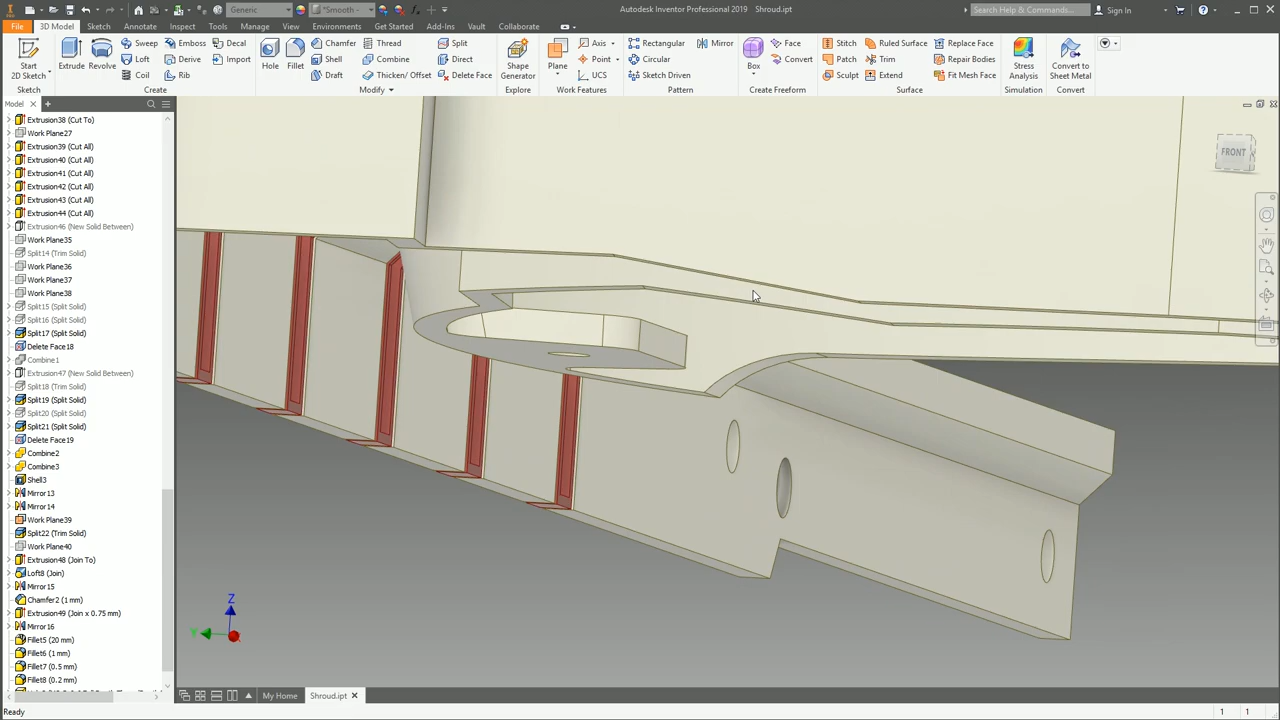 Generic
*Smooth -
Autodesk Inventor Professional 2019  Shroud.ipt
Search Help & Commands...
Sign In
File
3D Model
Sketch
Annotate
Inspect
Tools
Manage
View
Environments
Get Started
Add-Ins
Vault
Collaborate
Start
2D Sketch
Sketch
Extrude
Revolve
Sweep
Loft
Coil
Emboss
Derive
Rib
Decal
Import
Create
Hole
Fillet
Chamfer
Shell
Draft
Thread
Combine
Thicken/ Offset
Split
Direct
Delete Face
Modify
Shape
Generator
Explore
Plane
Axis
Point
UCS
Work Features
Rectangular
Circular
Sketch Driven
Mirror
Pattern
Box
Face
Convert
Create Freeform
Stitch
Patch
Sculpt
Ruled Surface
Trim
Extend
Replace Face
Repair Bodies
Fit Mesh Face
Surface
Stress
Analysis
Simulation
Convert to
Sheet Metal
Convert
Model
Extrusion38 (Cut To)
Work Plane27
Extrusion39 (Cut All)
Extrusion40 (Cut All)
Extrusion41 (Cut All)
Extrusion42 (Cut All)
Extrusion43 (Cut All)
Extrusion44 (Cut All)
Extrusion46 (New Solid Between)
Work Plane35
Split14 (Trim Solid)
Work Plane36
Work Plane37
Work Plane38
Split15 (Split Solid)
Split16 (Split Solid)
Split17 (Split Solid)
Delete Face18
Combine1
Extrusion47 (New Solid Between)
Split18 (Trim Solid)
Split19 (Split Solid)
Split20 (Split Solid)
Split21 (Split Solid)
Delete Face19
Combine2
Combine3
Shell3
Mirror13
Mirror14
Work Plane39
Split22 (Trim Solid)
Work Plane40
Extrusion48 (Join To)
Loft8 (Join)
Mirror15
Chamfer2 (1 mm)
Extrusion49 (Join x 0.75 mm)
Mirror16
Fillet5 (20 mm)
Fillet6 (1 mm)
Fillet7 (0.5 mm)
Fillet8 (0.2 mm)
FRONT
Z
Y
My Home
Shroud.ipt
Ready
1
1